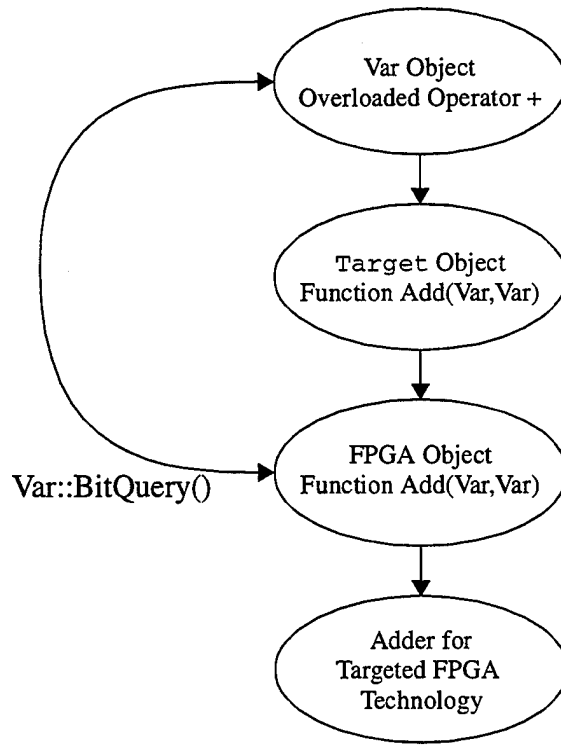 Var Object
Overloaded Operator +
Target Object
Function Add(Var,Var)
FPGA Object
Function Add(Var,Var)
Var::BitQuery()
Adder for
Targeted FPGA
Technology